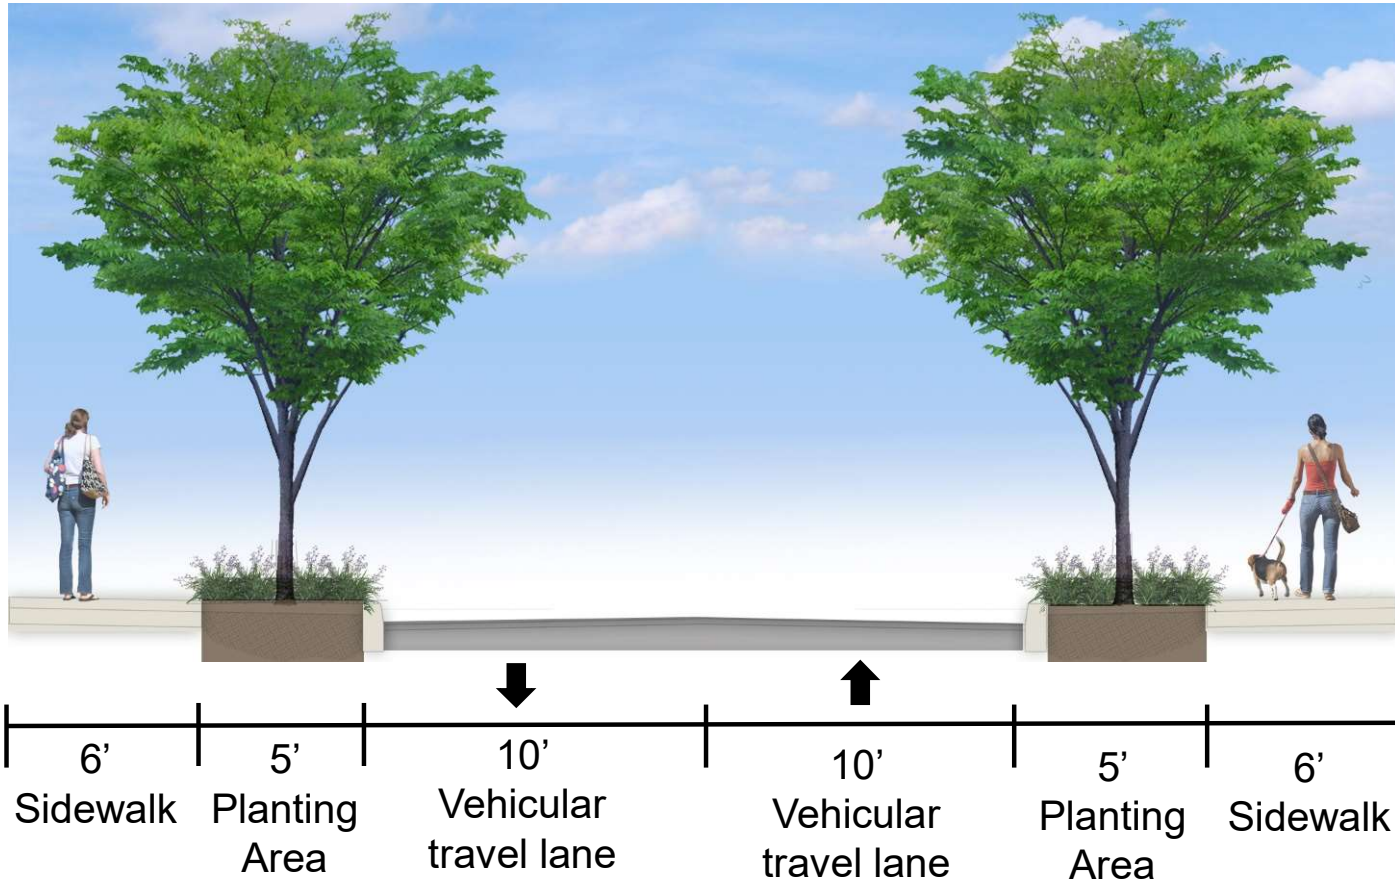 6’
Sidewalk
5’
Planting
Area
10’
Vehicular
travel lane
10’
Vehicular
travel lane
5’
Planting
Area
6’
Sidewalk